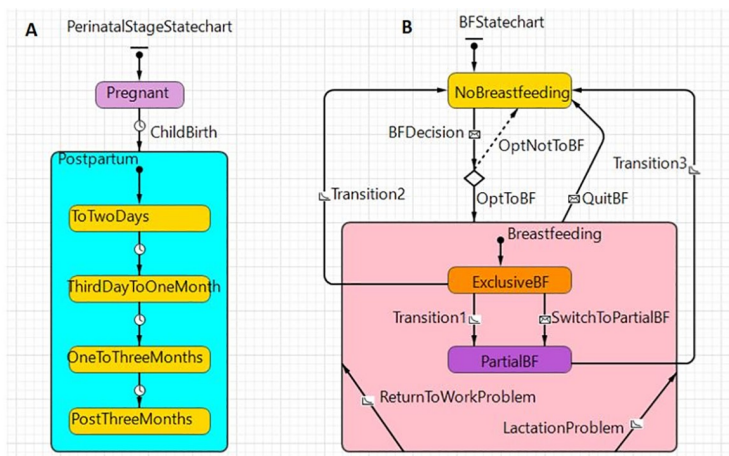 A
PerinatalStageStatechart
Pregnant
ChildBirth
Postpartum
ToTwoDays
ThirdDayToOneMonth
OneToThreeMonths
PostThreeMonths
B
BFStatechart
NoBreastfeeding
BFDecision
OptNotToBF
Transition3
Transition2
OptToBF
QuitBF
Breastfeeding
ExclusiveBF
Transition1
SwitchToPartialBF
PartialBF
ReturnToWorkProblem
LactationProblem